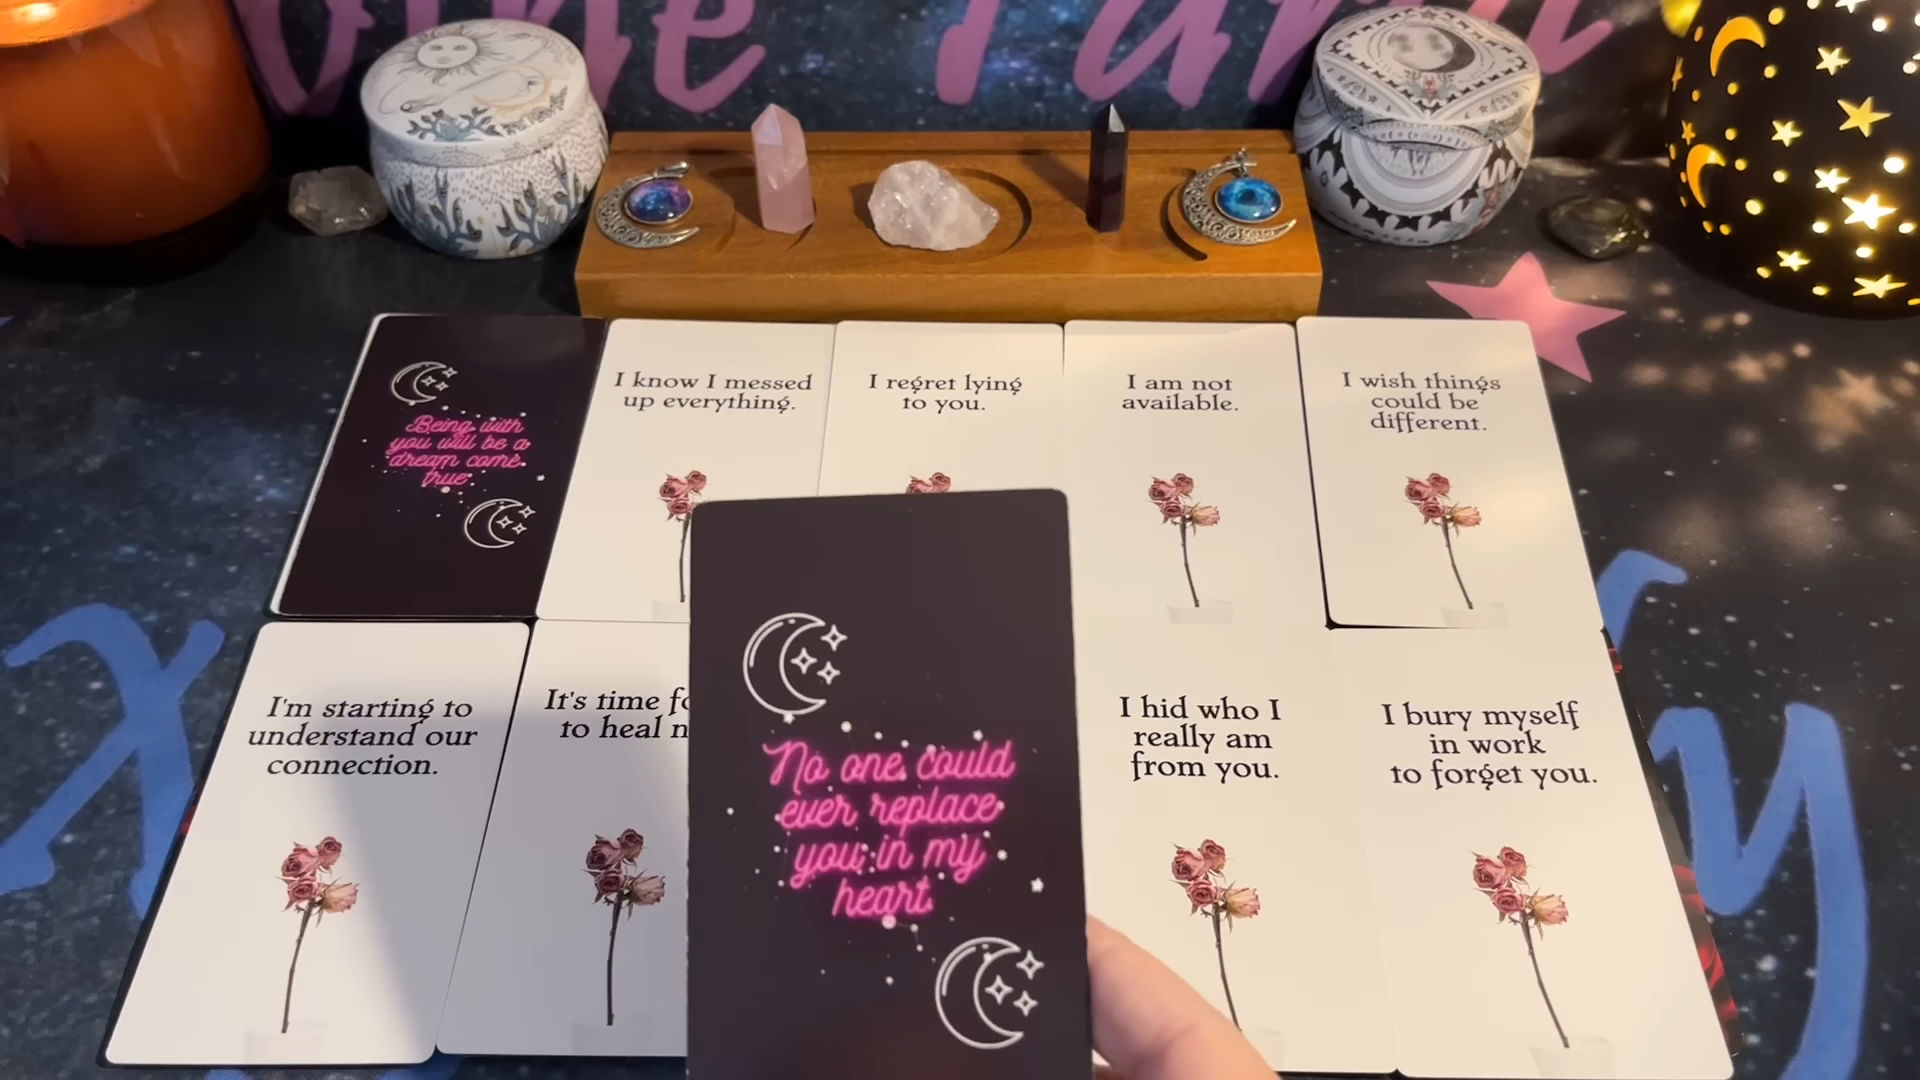 Being with
you will be a
dream come
true.
I know I messed
up everything.
I regret lying
to you.
I am not
available.
I wish things
could be
different.
I'm starting to
understand our
connection.
It's time
to heal
No one could
ever replace
you in my
heart.
I hid who I
really am
from you.
I bury myself
in work
to forget you.